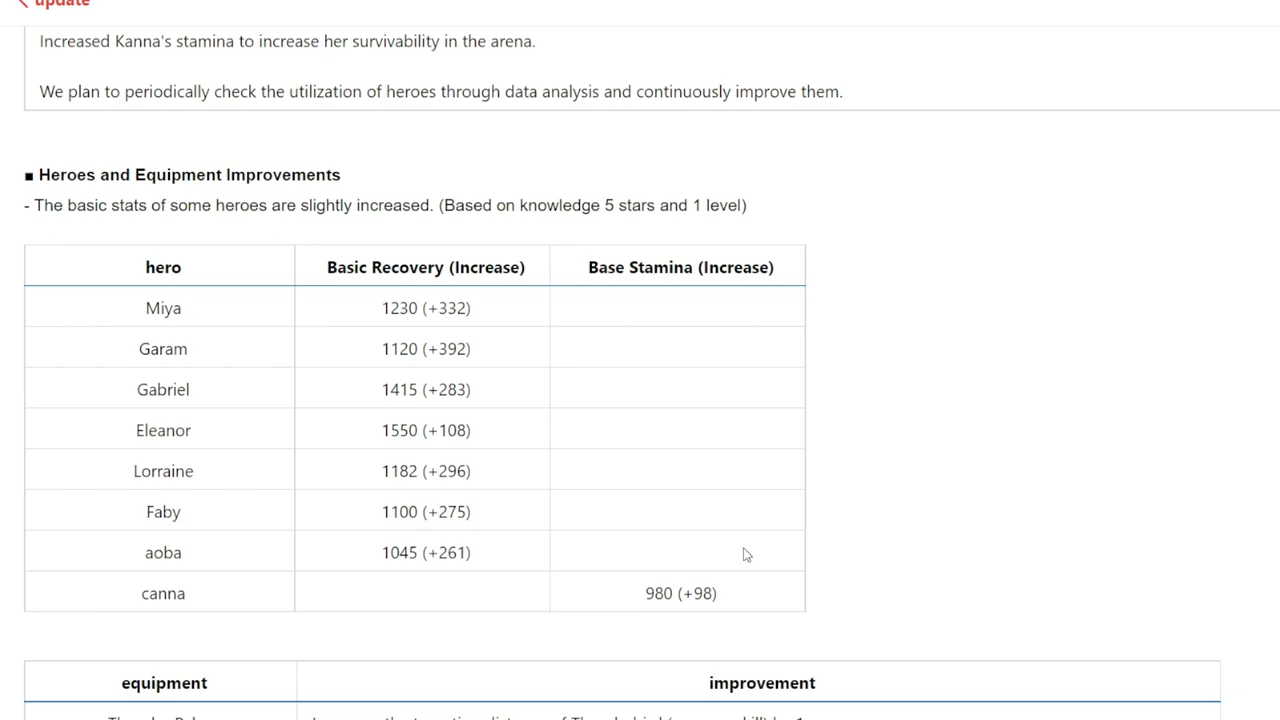 update
Increased Kanna's stamina to increase her survivability in the arena.
We plan to periodically check the utilization of heroes through data analysis and continuously improve them.
■ Heroes and Equipment Improvements
- The basic stats of some heroes are slightly increased. (Based on knowledge 5 stars and 1 level)
hero Basic Recovery (Increase) Base Stamina (Increase)
Miya 1230 (+332)
Garam 1120 (+392)
Gabriel 1415 (+283)
Eleanor 1550 (+108)
Lorraine 1182 (+296)
Faby 1100 (+275)
aoba 1045 (+261)
canna 980 (+98)
equipment improvement